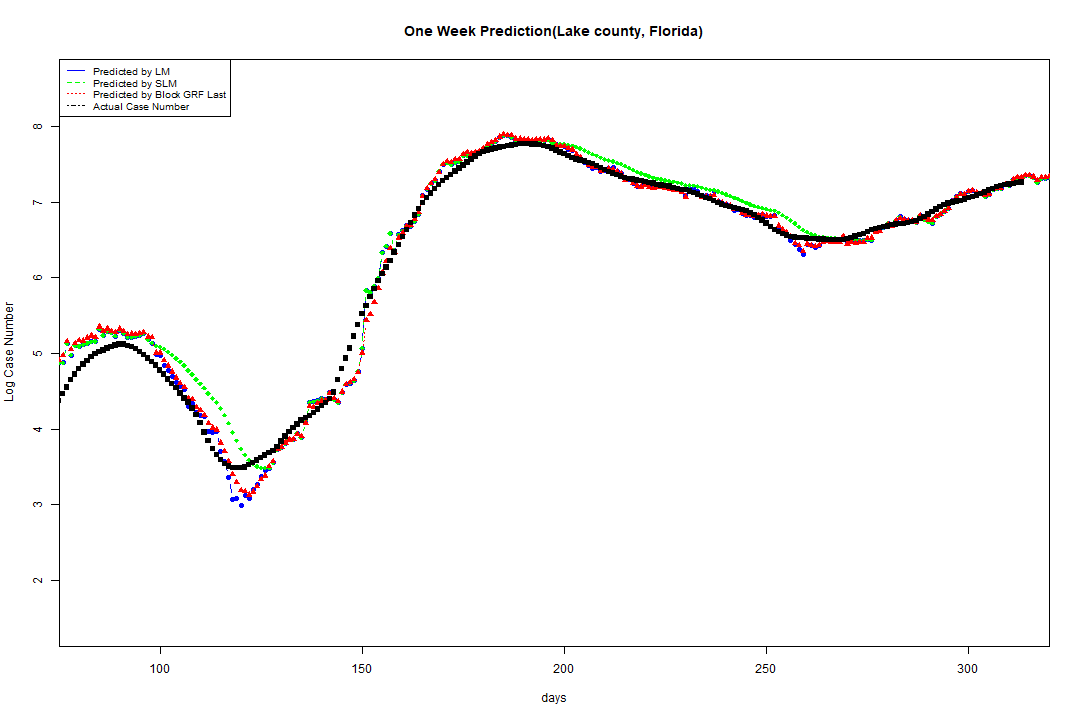 One Week Prediction(Lake county, Florida)
Predicted by LM
Predicted by SLM
Predicted by Block GRF Last
Actual Case Number
8
7
6
5
4
3
2
Log Case Number
100 150 200 250 300
days